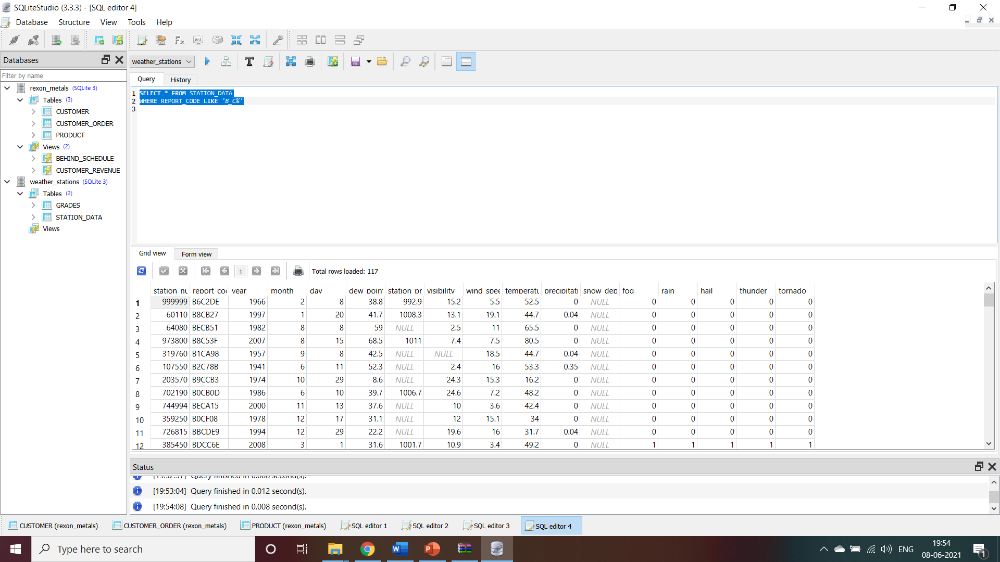 SQLiteStudio (3.3.3) - [SQL editor 4]
Database Structure View Tools Help
Databases
weather_stations
Filter by name
Query History
rexon_metals (SQLite 3)
Tables (3)
CUSTOMER
CUSTOMER_ORDER
PRODUCT
Views (2)
BEHIND_SCHEDULE
CUSTOMER_REVENUE
weather_stations (SQLite 3)
Tables (2)
GRADES
STATION_DATA
Views
1 SELECT * FROM STATION_DATA
2 WHERE REPORT_CODE LIKE 'B_C%'
3
Grid view Form view
1 Total rows loaded: 117
station_nu report_co year month day dew_poin station_pr visibility wind_spee temperatu precipitati snow_dep fog rain hail thunder tornado
1 999999 B6C2DE 1966 2 8 38.8 992.9 15.2 5.5 52.5 0 NULL 0 0 0 0 0
2 60110 B8CB27 1997 1 20 41.7 1008.3 13.1 19.1 44.7 0.04 NULL 0 0 0 0 0
3 64080 BECB51 1982 8 8 59 NULL 2.5 11 65.5 0 NULL 0 0 0 0 0
4 973800 B8C53F 2007 8 15 68.5 1011 7.4 7.5 80.5 0 NULL 0 0 0 0 0
5 319760 B1CA98 1957 9 8 42.5 NULL NULL 18.5 44.7 0.04 NULL 0 0 0 0 0
6 107550 B2C78B 1941 6 11 52.3 NULL 2.4 16 53.3 0.35 NULL 0 0 0 0 0
7 203570 B9CCB3 1974 10 29 8.6 NULL 24.3 15.3 16.2 0 NULL 0 0 0 0 0
8 702190 B0CB0D 1986 6 10 39.7 1006.7 24.6 7.2 48.2 0 NULL 0 0 0 0 0
9 744994 BECA15 2000 11 13 37.6 NULL 10 3.6 42.4 0 NULL 0 0 0 0 0
10 359250 B0CF08 1978 12 17 31.1 NULL 12 15.1 34 0 NULL 0 0 0 0 0
11 726815 BBCDE9 1994 12 29 22.2 NULL 19.6 16 31.7 0.04 NULL 0 0 0 0 0
12 385450 BDCC6E 2008 3 1 31.6 1001.7 10.9 3.4 49.2 0 NULL 1 1 1 1 1
Status
[19:52:57] Query finished in 0.008 second(s).
[19:53:04] Query finished in 0.012 second(s).
[19:54:08] Query finished in 0.008 second(s).
CUSTOMER (rexon_metals) CUSTOMER_ORDER (rexon_metals) PRODUCT (rexon_metals) SQL editor 1 SQL editor 2 SQL editor 3 SQL editor 4
Type here to search
ENG
19:54
08-06-2021
1